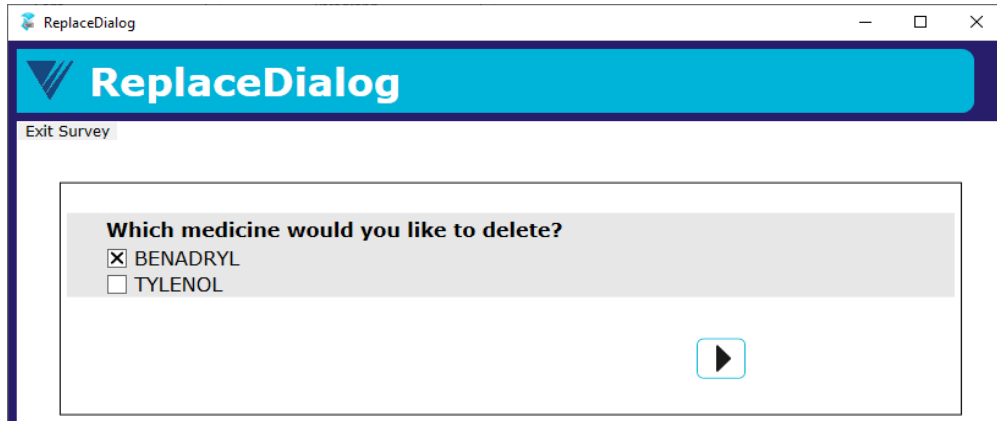 ReplaceDialog
ReplaceDialog
Exit Survey
Which medicine would you like to delete?
BENADRYL
TYLENOL